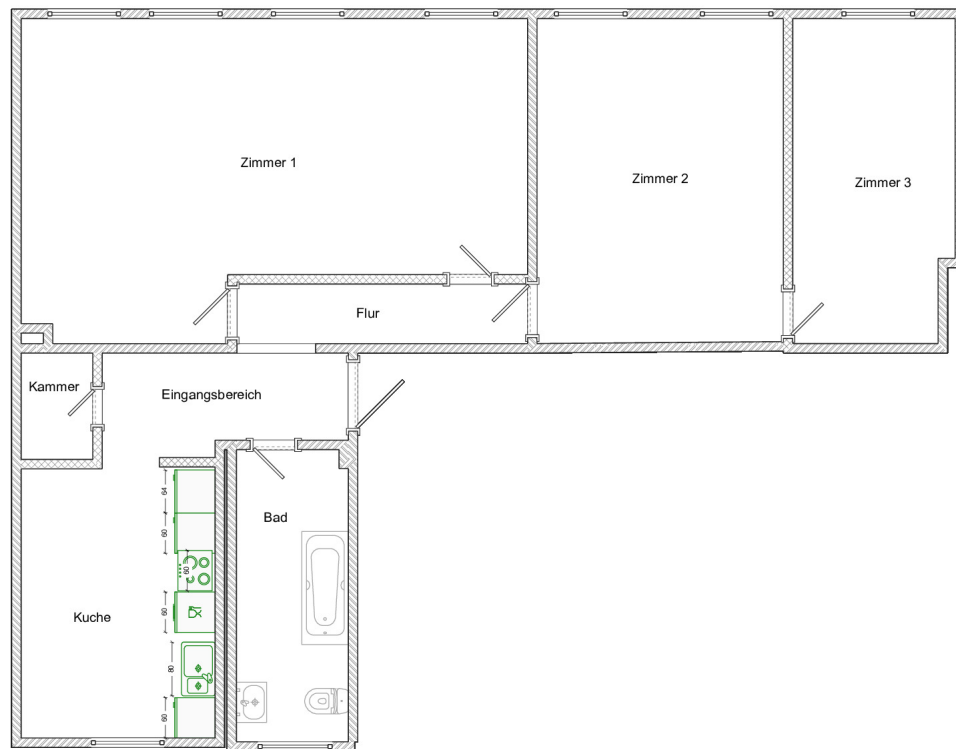 Zimmer 1
Zimmer 2
Zimmer 3
Flur
Kammer
Eingangsbereich
64
Bad
60
60
60
Kuche
80
60